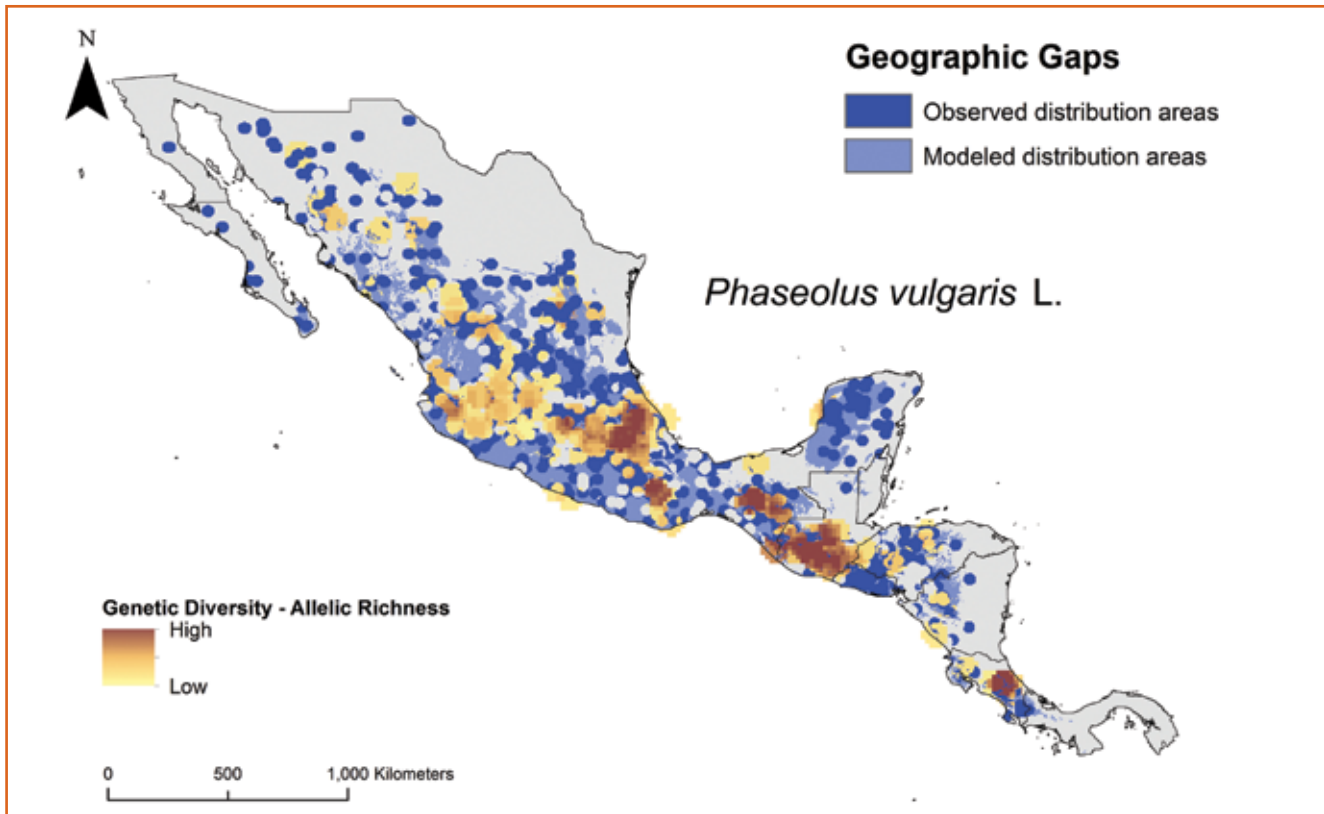 N
Geographic Gaps
Observed distribution areas
Modeled distribution areas
Phaseolus vulgaris L.
Genetic Diversity - Allelic Richness
High
Low
0 500 1,000 Kilometers